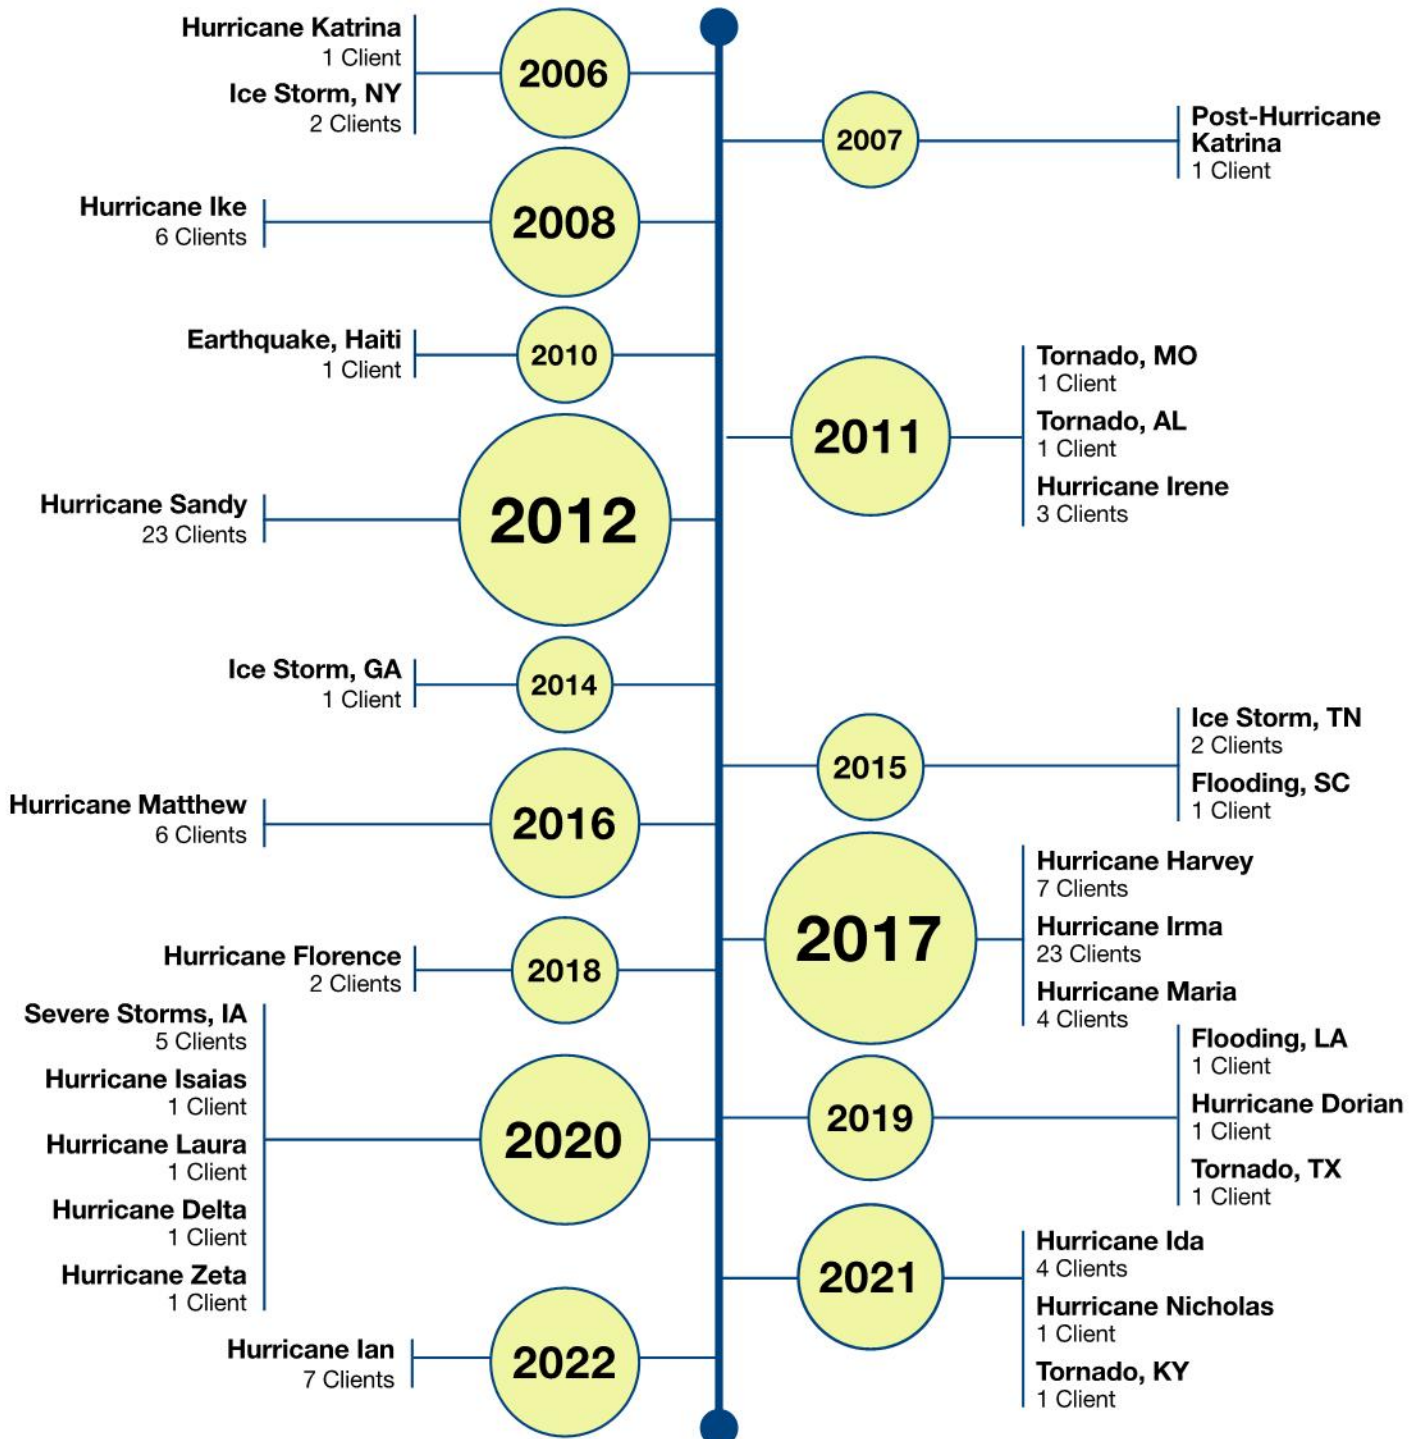 Hurricane Katrina
1 Client
Ice Storm, NY
2 Clients
2006
2007
Post-Hurricane
Katrina
1 Client
Hurricane Ike
6 Clients
2008
Earthquake, Haiti
1 Client
2010
2011
Tornado, MO
1 Client
Tornado, AL
1 Client
Hurricane Irene
3 Clients
Hurricane Sandy
23 Clients
2012
Ice Storm, GA
1 Client
2014
2015
Ice Storm, TN
2 Clients
Flooding, SC
1 Client
Hurricane Matthew
6 Clients
2016
2017
Hurricane Harvey
7 Clients
Hurricane Irma
23 Clients
Hurricane Maria
4 Clients
Hurricane Florence
2 Clients
2018
2019
Flooding, LA
1 Client
Hurricane Dorian
1 Client
Tornado, TX
1 Client
Severe Storms, IA
5 Clients
Hurricane Isaias
1 Client
Hurricane Laura
1 Client
Hurricane Delta
1 Client
Hurricane Zeta
1 Client
2020
2021
Hurricane Ida
4 Clients
Hurricane Nicholas
1 Client
Tornado, KY
1 Client
Hurricane Ian
7 Clients
2022